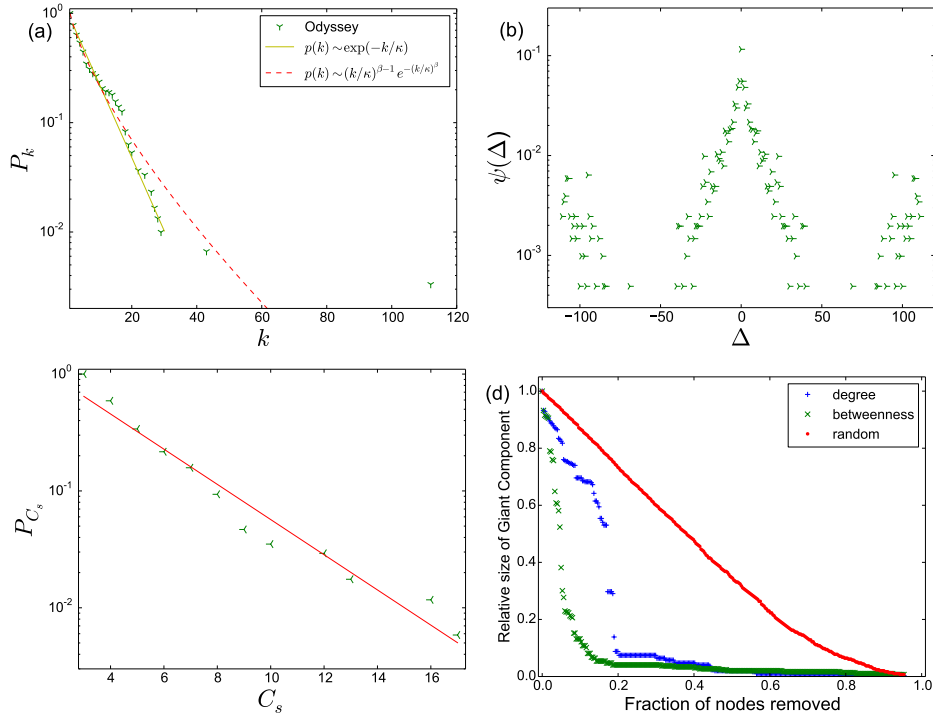 (a)
Odyssey
p(k) ∼ exp(−k/κ)
p(k) ∼ (k/κ)^{β−1} e^{−(k/κ)^β}
10^0
10^{-1}
10^{-2}
P_k
0 20 40 60 80 100 120
k
(b)
10^{-1}
10^{-2}
10^{-3}
ψ(Δ)
−100 −50 0 50 100
Δ
10^0
10^{-1}
10^{-2}
P_{C_s}
4 6 8 10 12 14 16
C_s
(d)
degree
betweenness
random
1.0
0.8
0.6
0.4
0.2
0.0
Relative size of Giant Component
0.0 0.2 0.4 0.6 0.8 1.0
Fraction of nodes removed